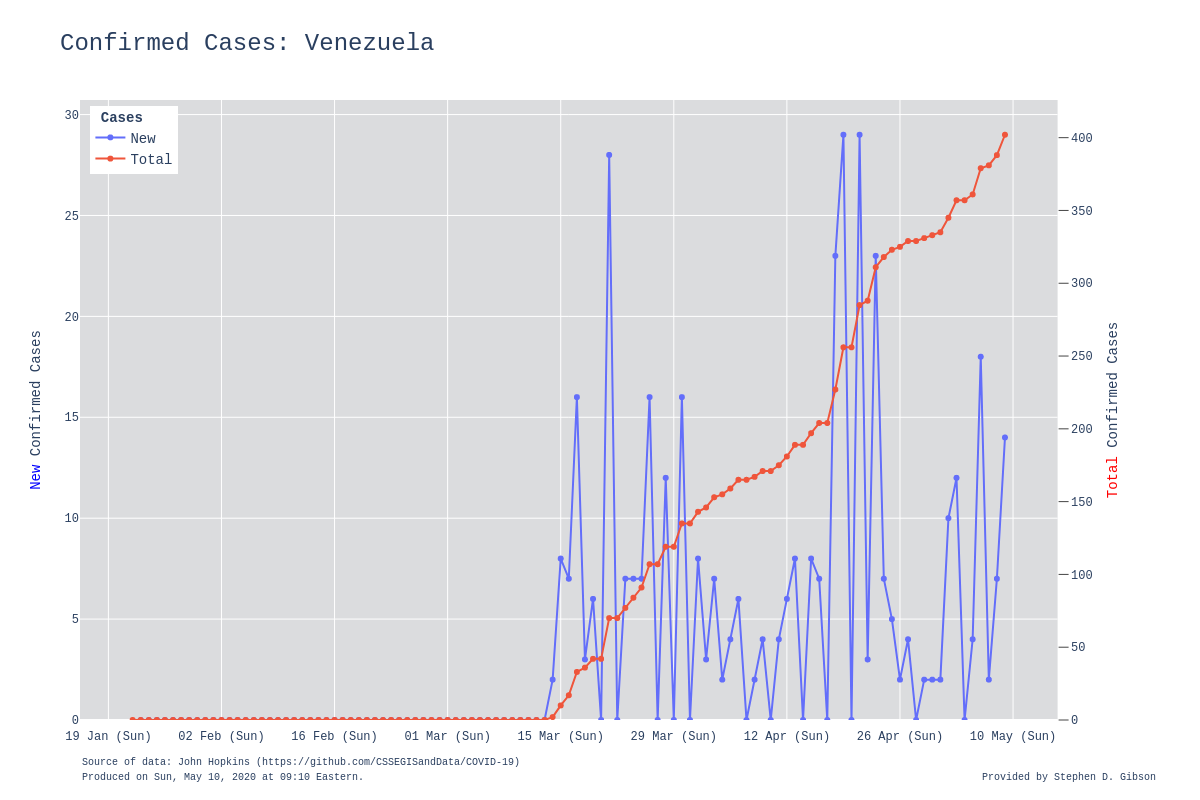 Confirmed Cases: Venezuela
Cases
New
Total
30
25
20
15
10
5
0
400
350
300
250
200
150
100
50
0
New Confirmed Cases
Total Confirmed Cases
19 Jan (Sun) 02 Feb (Sun) 16 Feb (Sun) 01 Mar (Sun) 15 Mar (Sun) 29 Mar (Sun) 12 Apr (Sun) 26 Apr (Sun) 10 May (Sun)
Source of data: John Hopkins (https://github.com/CSSEGISandData/COVID-19)
Produced on Sun, May 10, 2020 at 09:10 Eastern.
Provided by Stephen D. Gibson